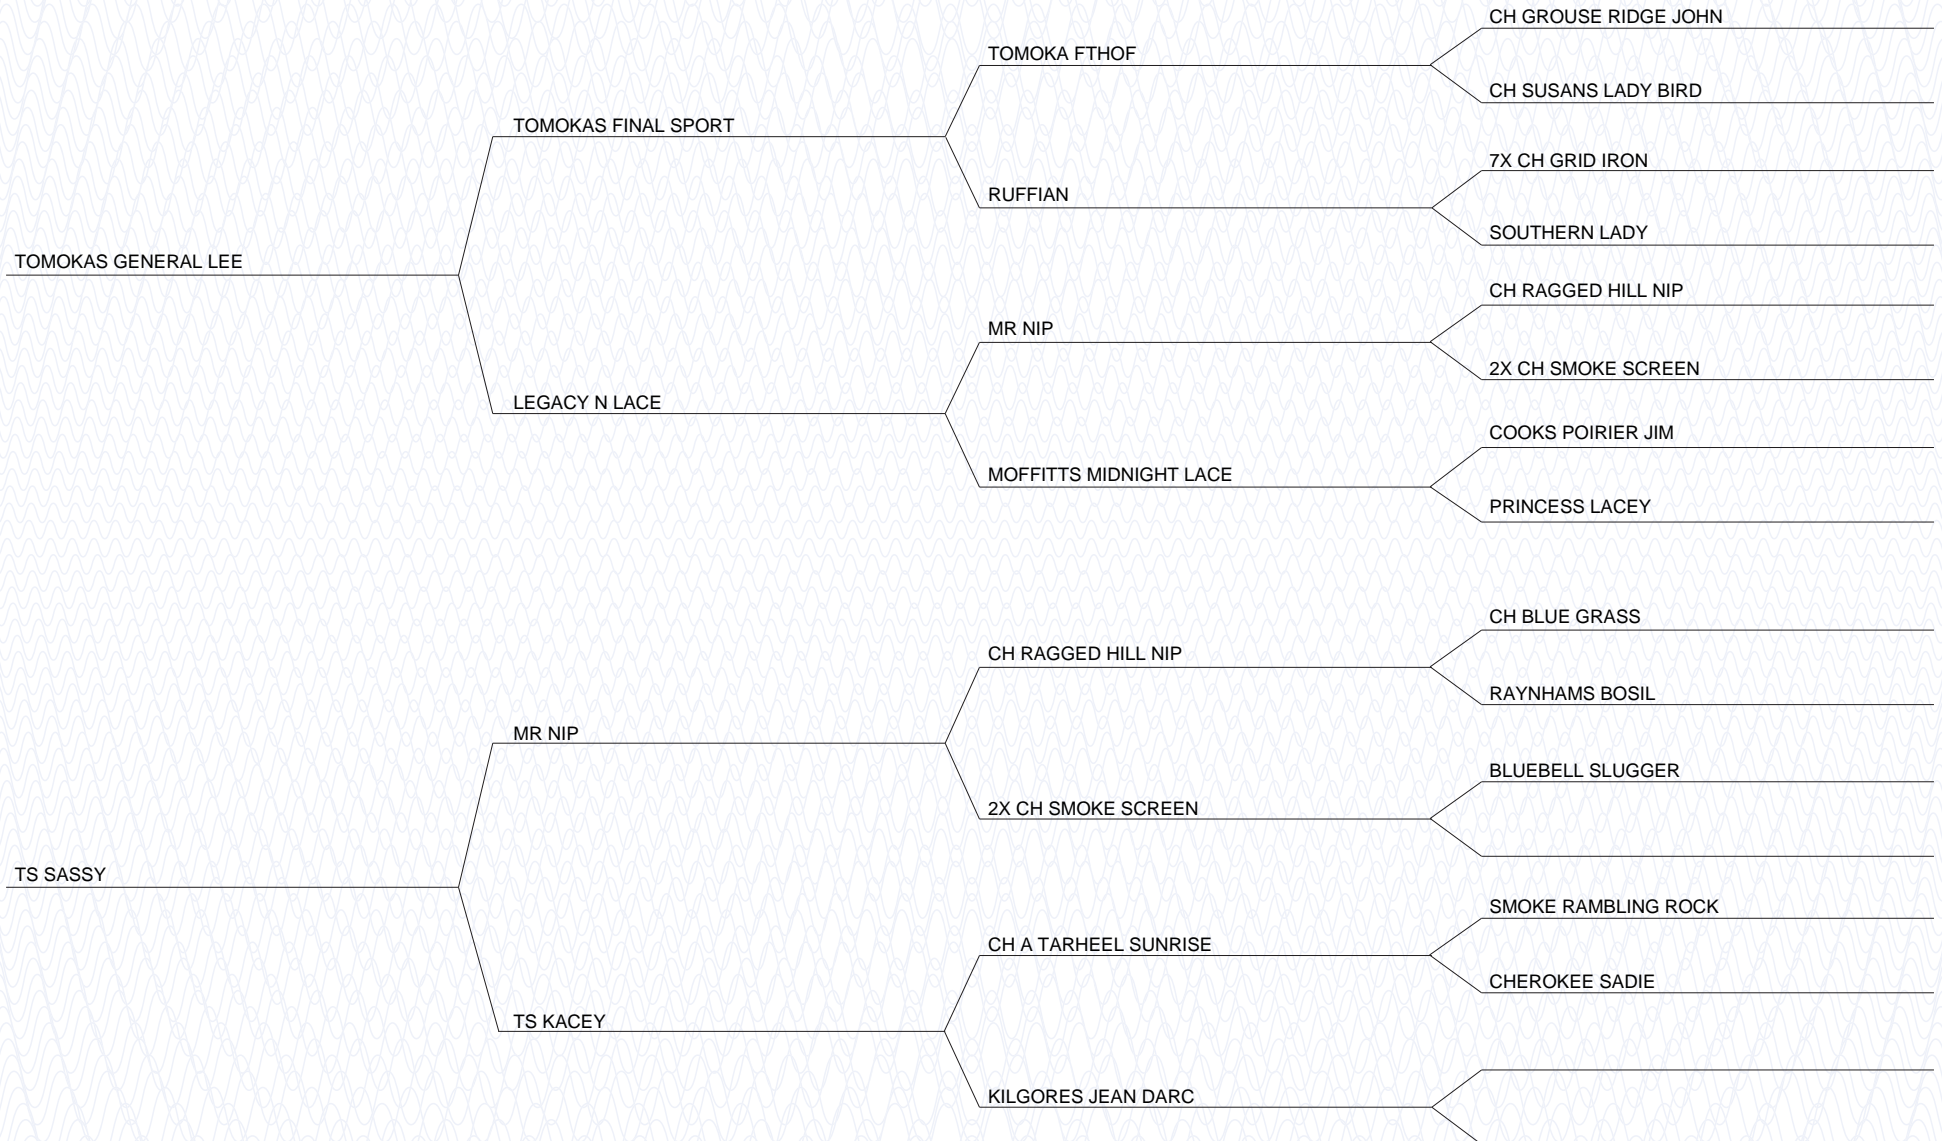 CH GROUSE RIDGE JOHN
TOMOKA FTHOF
CH SUSANS LADY BIRD
TOMOKAS FINAL SPORT
7X CH GRID IRON
RUFFIAN
SOUTHERN LADY
TOMOKAS GENERAL LEE
CH RAGGED HILL NIP
MR NIP
2X CH SMOKE SCREEN
LEGACY N LACE
COOKS POIRIER JIM
MOFFITTS MIDNIGHT LACE
PRINCESS LACEY
CH BLUE GRASS
CH RAGGED HILL NIP
RAYNHAMS BOSIL
MR NIP
BLUEBELL SLUGGER
2X CH SMOKE SCREEN
TS SASSY
SMOKE RAMBLING ROCK
CH A TARHEEL SUNRISE
CHEROKEE SADIE
TS KACEY
KILGORES JEAN DARC